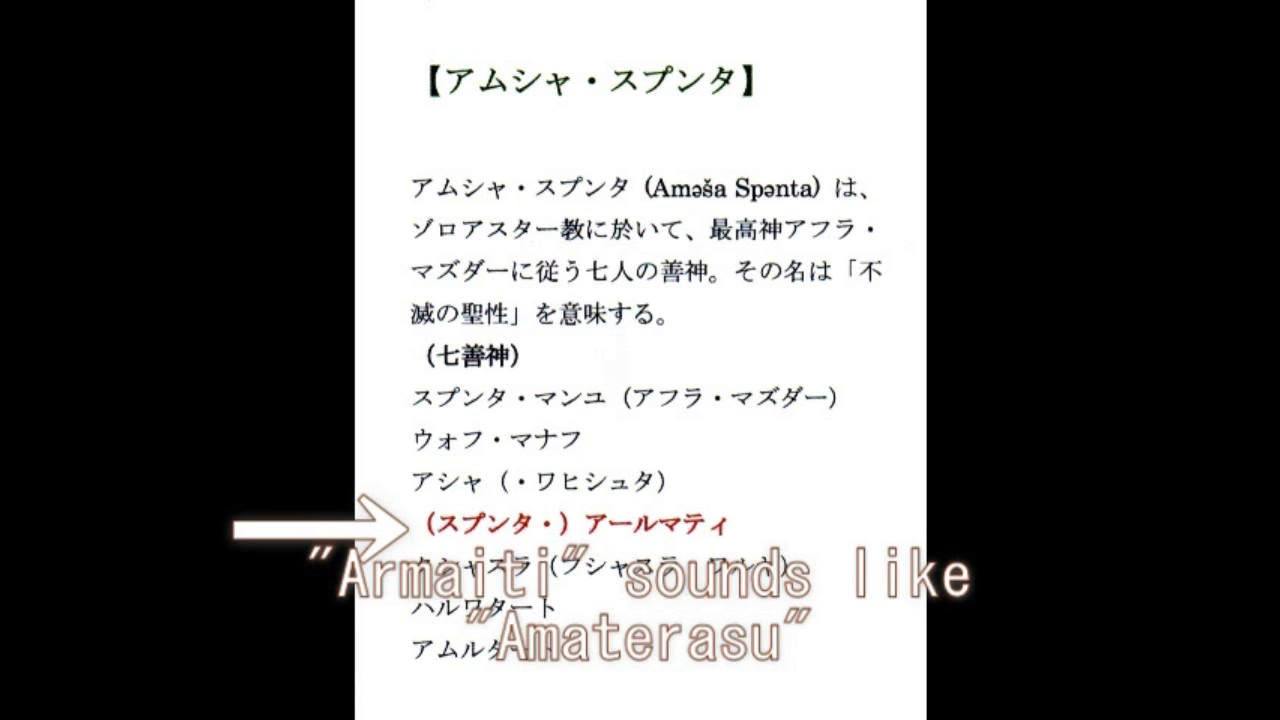 【アムシャ・スプンタ】
アムシャ・スプンタ (Aməša Spənta) は、
ゾロアスター教に於いて、最高神アフラ・
マズダーに従う七人の善神。その名は「不
滅の聖性」を意味する。
(七善神)
スプンタ・マンユ (アフラ・マズダー)
ウォフ・マナフ
アシャ (・ワヒシュタ)
(スプンタ・) アールマティ
"Armaiti" sounds like
ハルワタート
"Amaterasu"